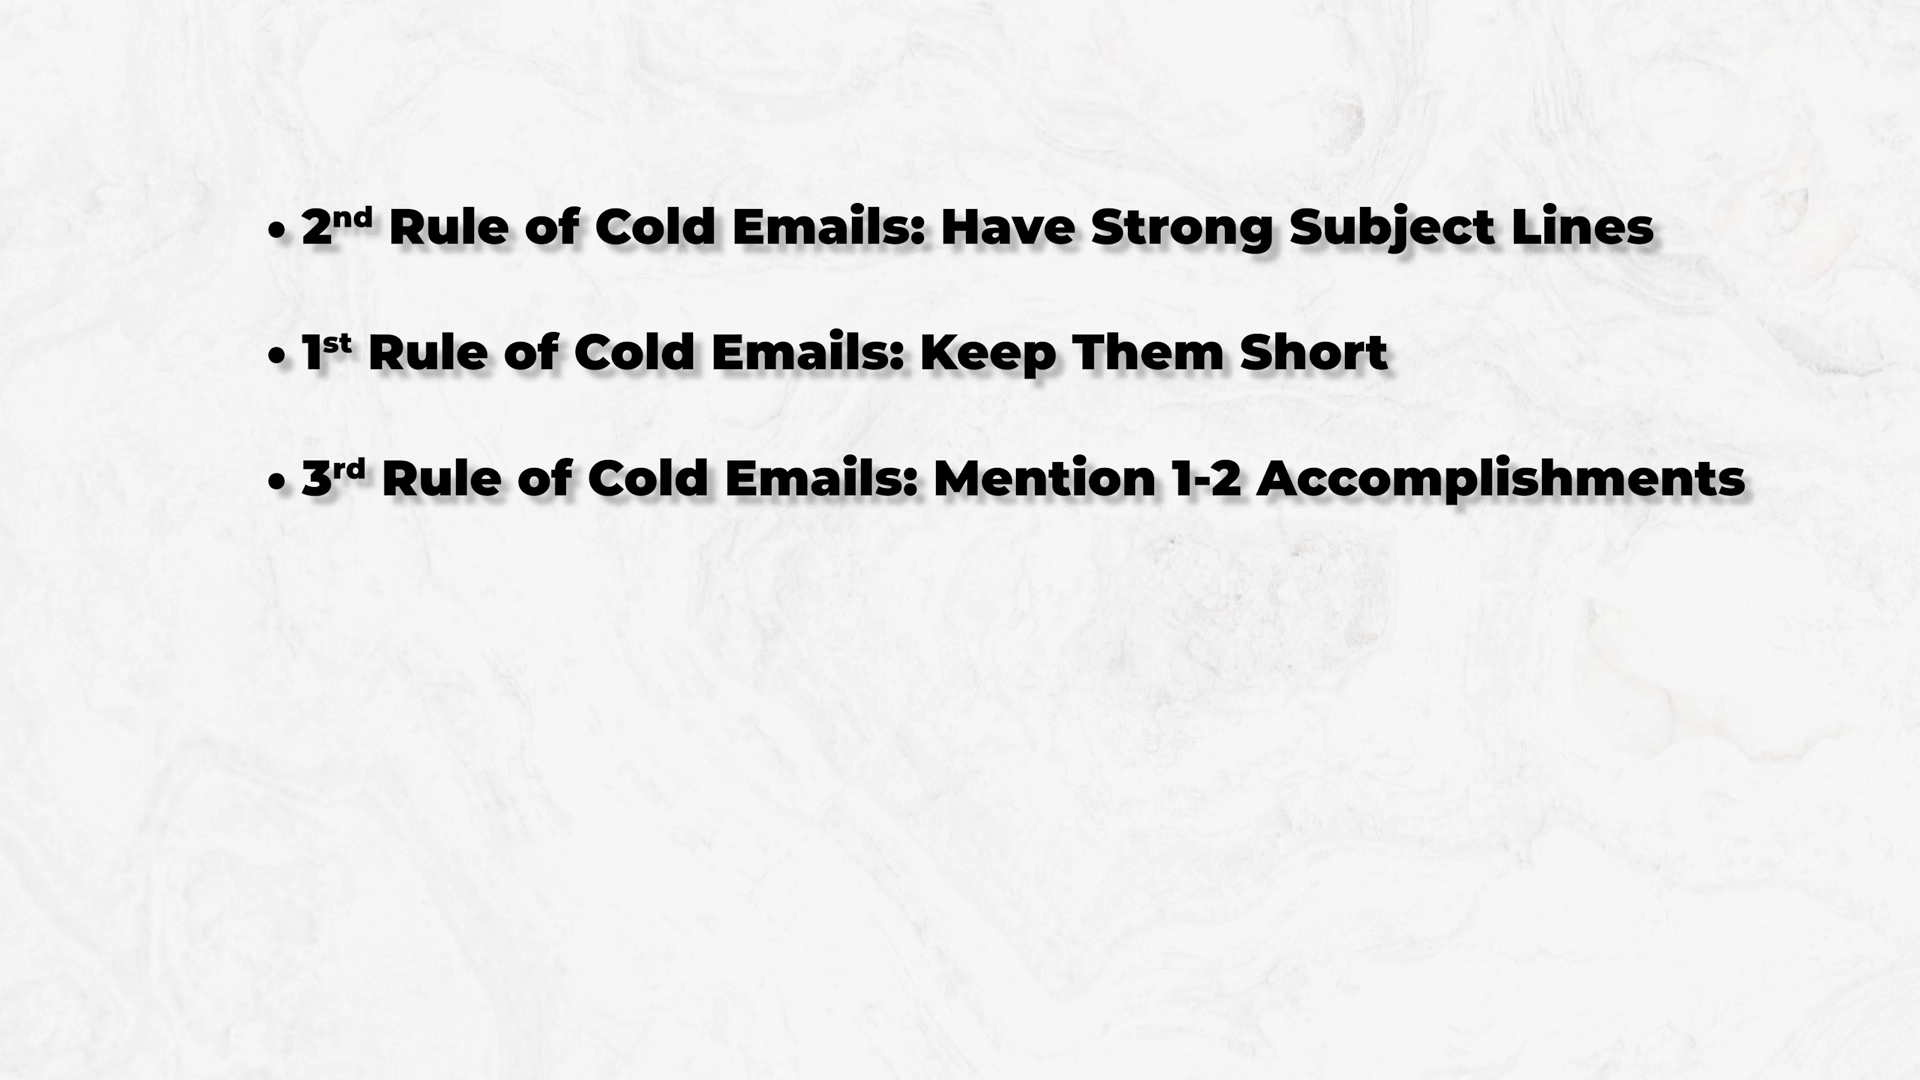 • 2nd Rule of Cold Emails: Have Strong Subject Lines
• 1st Rule of Cold Emails: Keep Them Short
• 3rd Rule of Cold Emails: Mention 1-2 Accomplishments